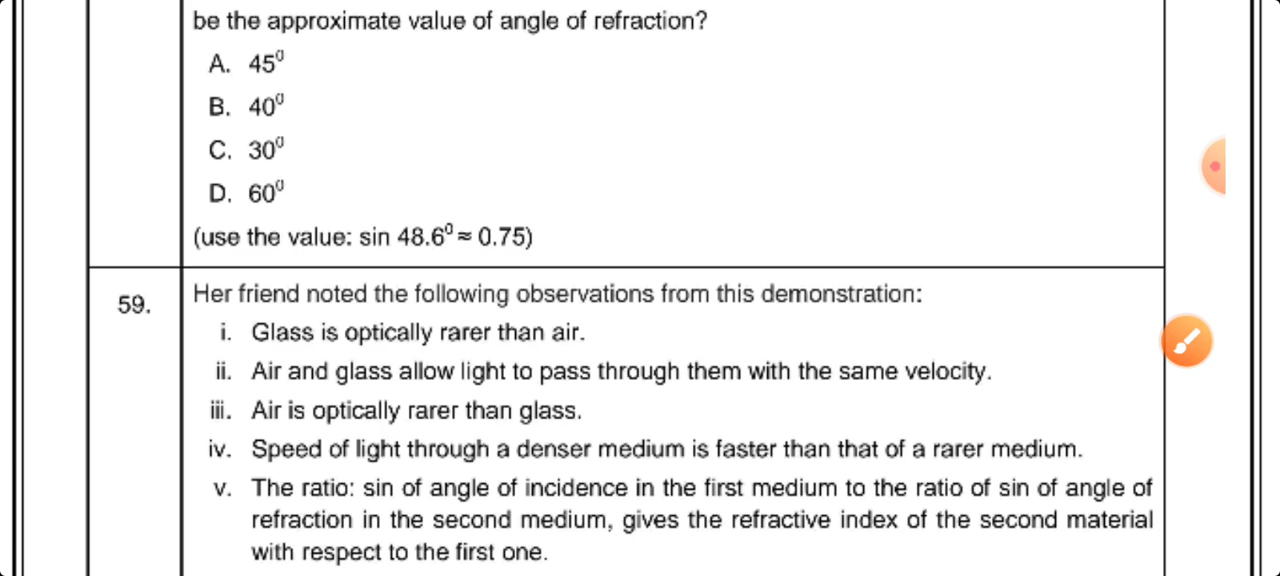 be the approximate value of angle of refraction?
A. 45⁰
B. 40⁰
C. 30⁰
D. 60⁰
(use the value: sin 48.6⁰ ≈ 0.75)
59.
Her friend noted the following observations from this demonstration:
i. Glass is optically rarer than air.
ii. Air and glass allow light to pass through them with the same velocity.
iii. Air is optically rarer than glass.
iv. Speed of light through a denser medium is faster than that of a rarer medium.
v. The ratio: sin of angle of incidence in the first medium to the ratio of sin of angle of
refraction in the second medium, gives the refractive index of the second material
with respect to the first one.